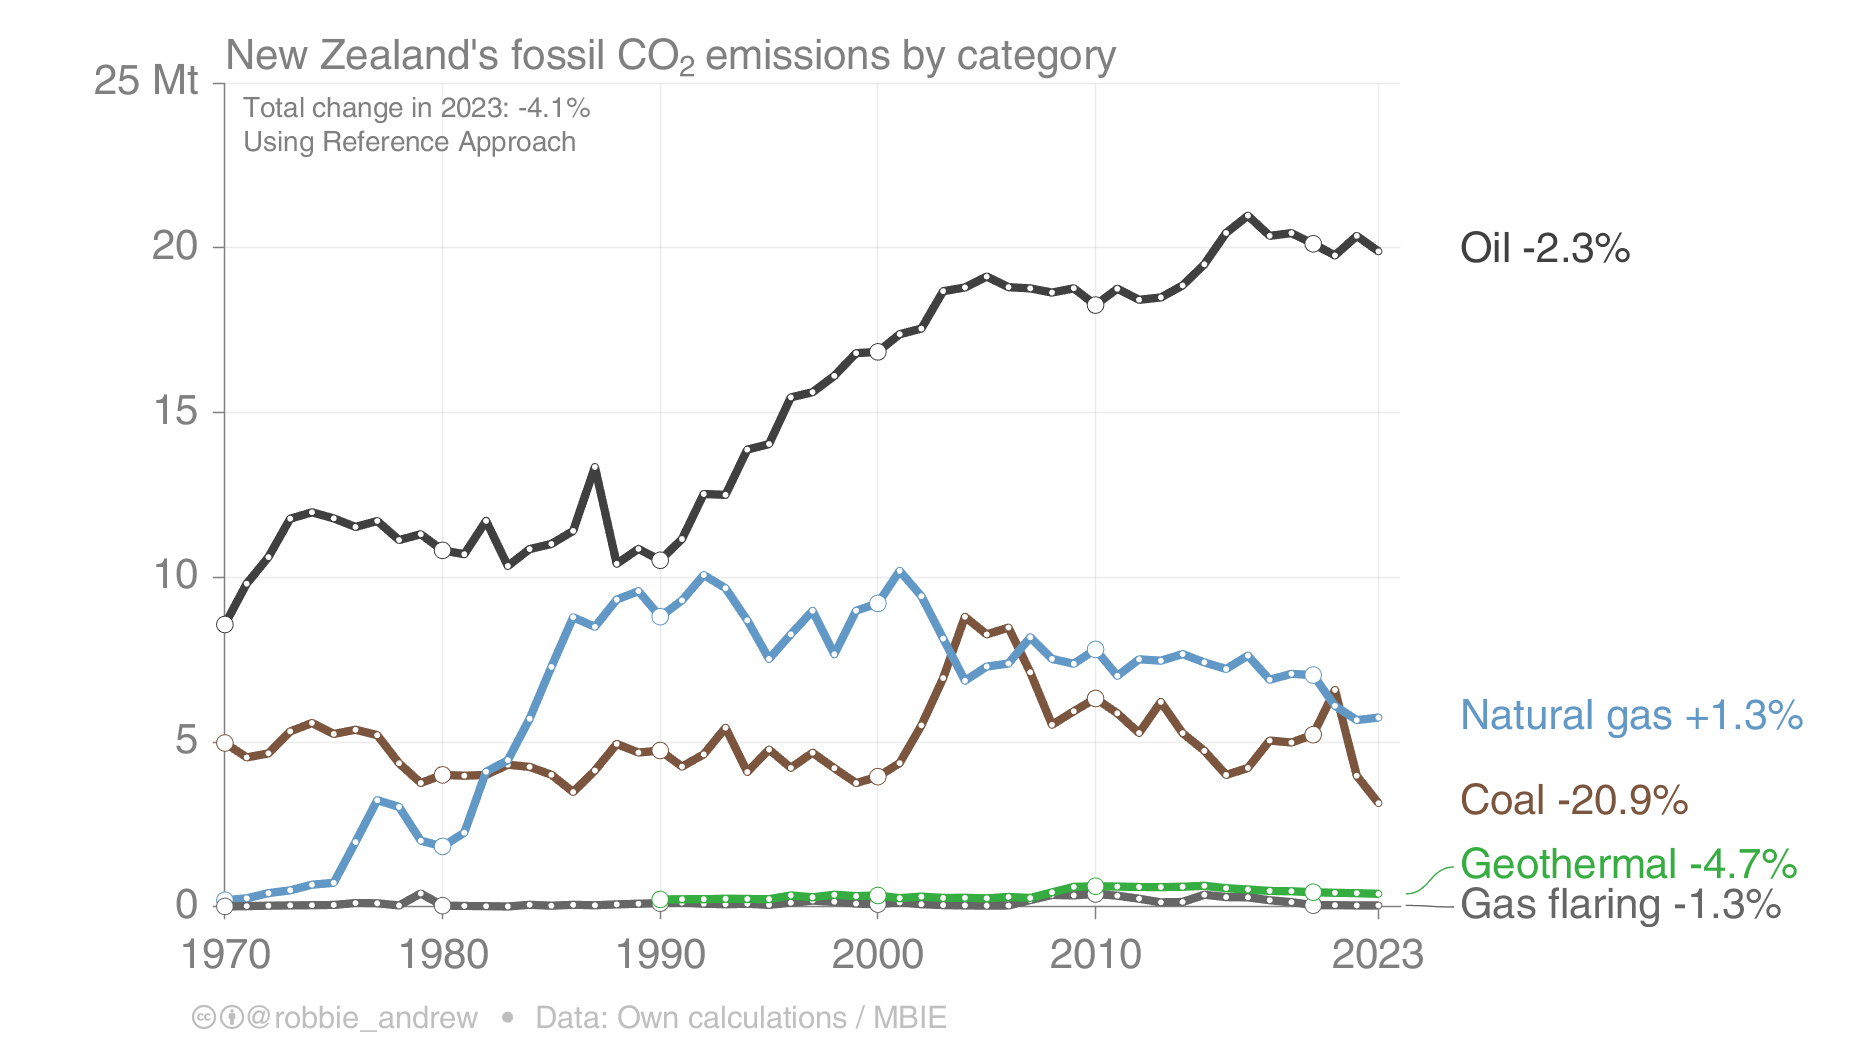 New Zealand's fossil CO₂ emissions by category
25 Mt
Total change in 2023: -4.1%
Using Reference Approach
20
15
10
5
0
Oil -2.3%
Natural gas +1.3%
Coal -20.9%
Geothermal -4.7%
Gas flaring -1.3%
1970 1980 1990 2000 2010 2023
@robbie_andrew • Data: Own calculations / MBIE